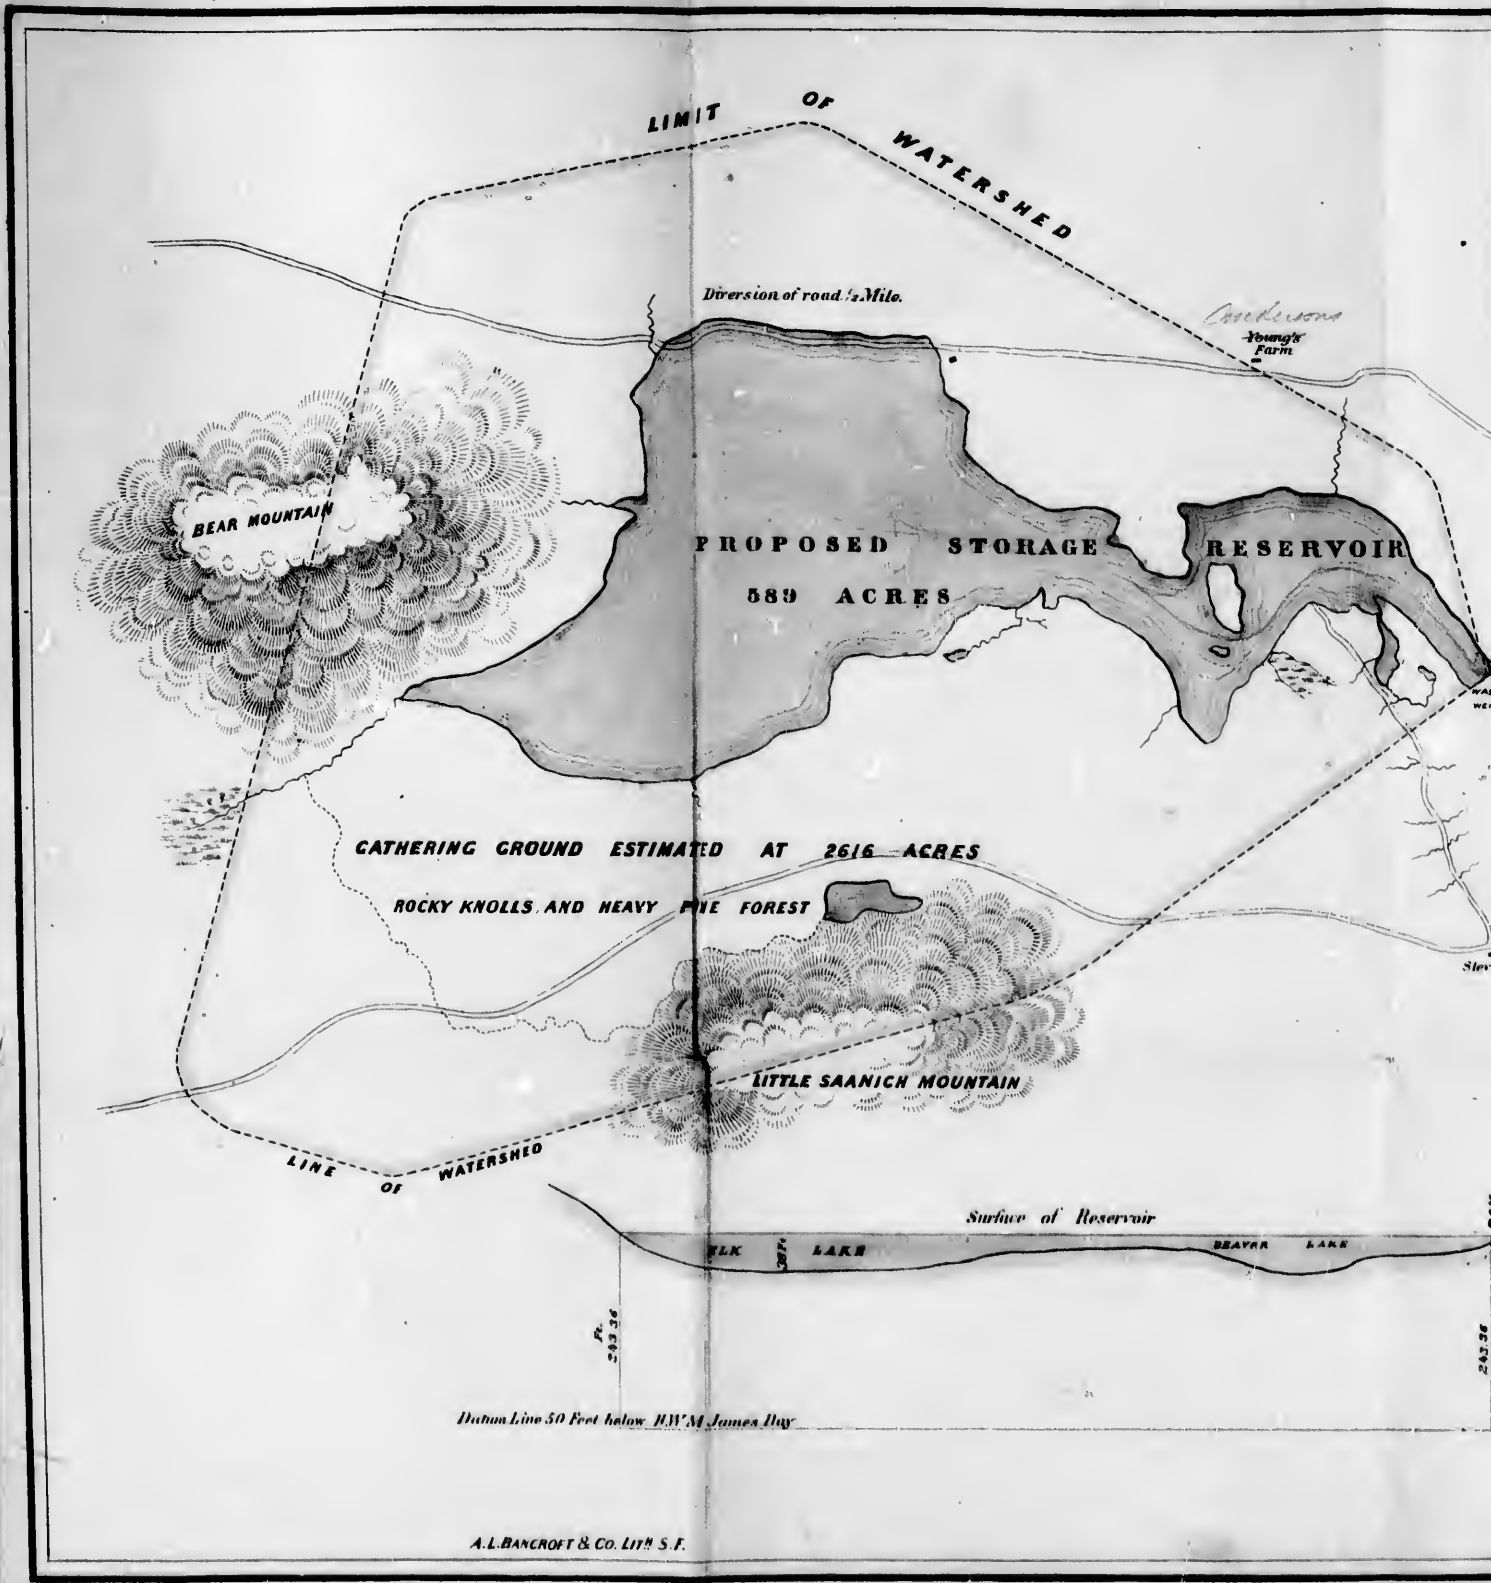 LIMIT OF WATERSHED
Diversion of road ½ Mile.
Andersons
Young's
Farm
BEAR MOUNTAIN
PROPOSED STORAGE RESERVOIR
589 ACRES
GATHERING GROUND ESTIMATED AT 2616 ACRES
ROCKY KNOLLS AND HEAVY PINE FOREST
LITTLE SAANICH MOUNTAIN
LINE OF WATERSHED
Surface of Reservoir
ELK LAKE
38 Ft
BEAVER LAKE
Ft.
243.36
243.36
Datum Line 50 Feet below H.W.M James Bay
A.L. BANCROFT & CO. LITH. S.F.